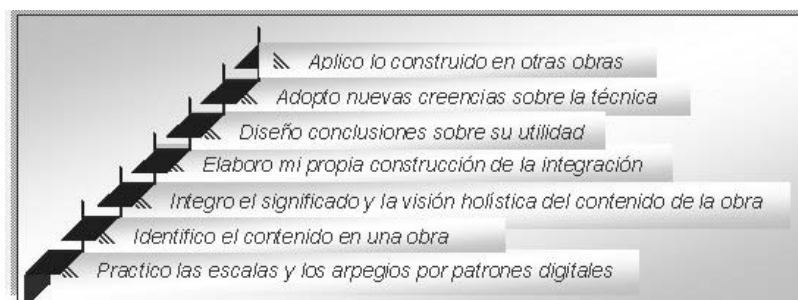 Aplico lo construido en otras obras
Adopto nuevas creencias sobre la técnica
Diseño conclusiones sobre su utilidad
Elaboro mi propia construcción de la integración
Integro el significado y la visión holística del contenido de la obra
Identifico el contenido en una obra
Practico las escalas y los arpegios por patrones digitales